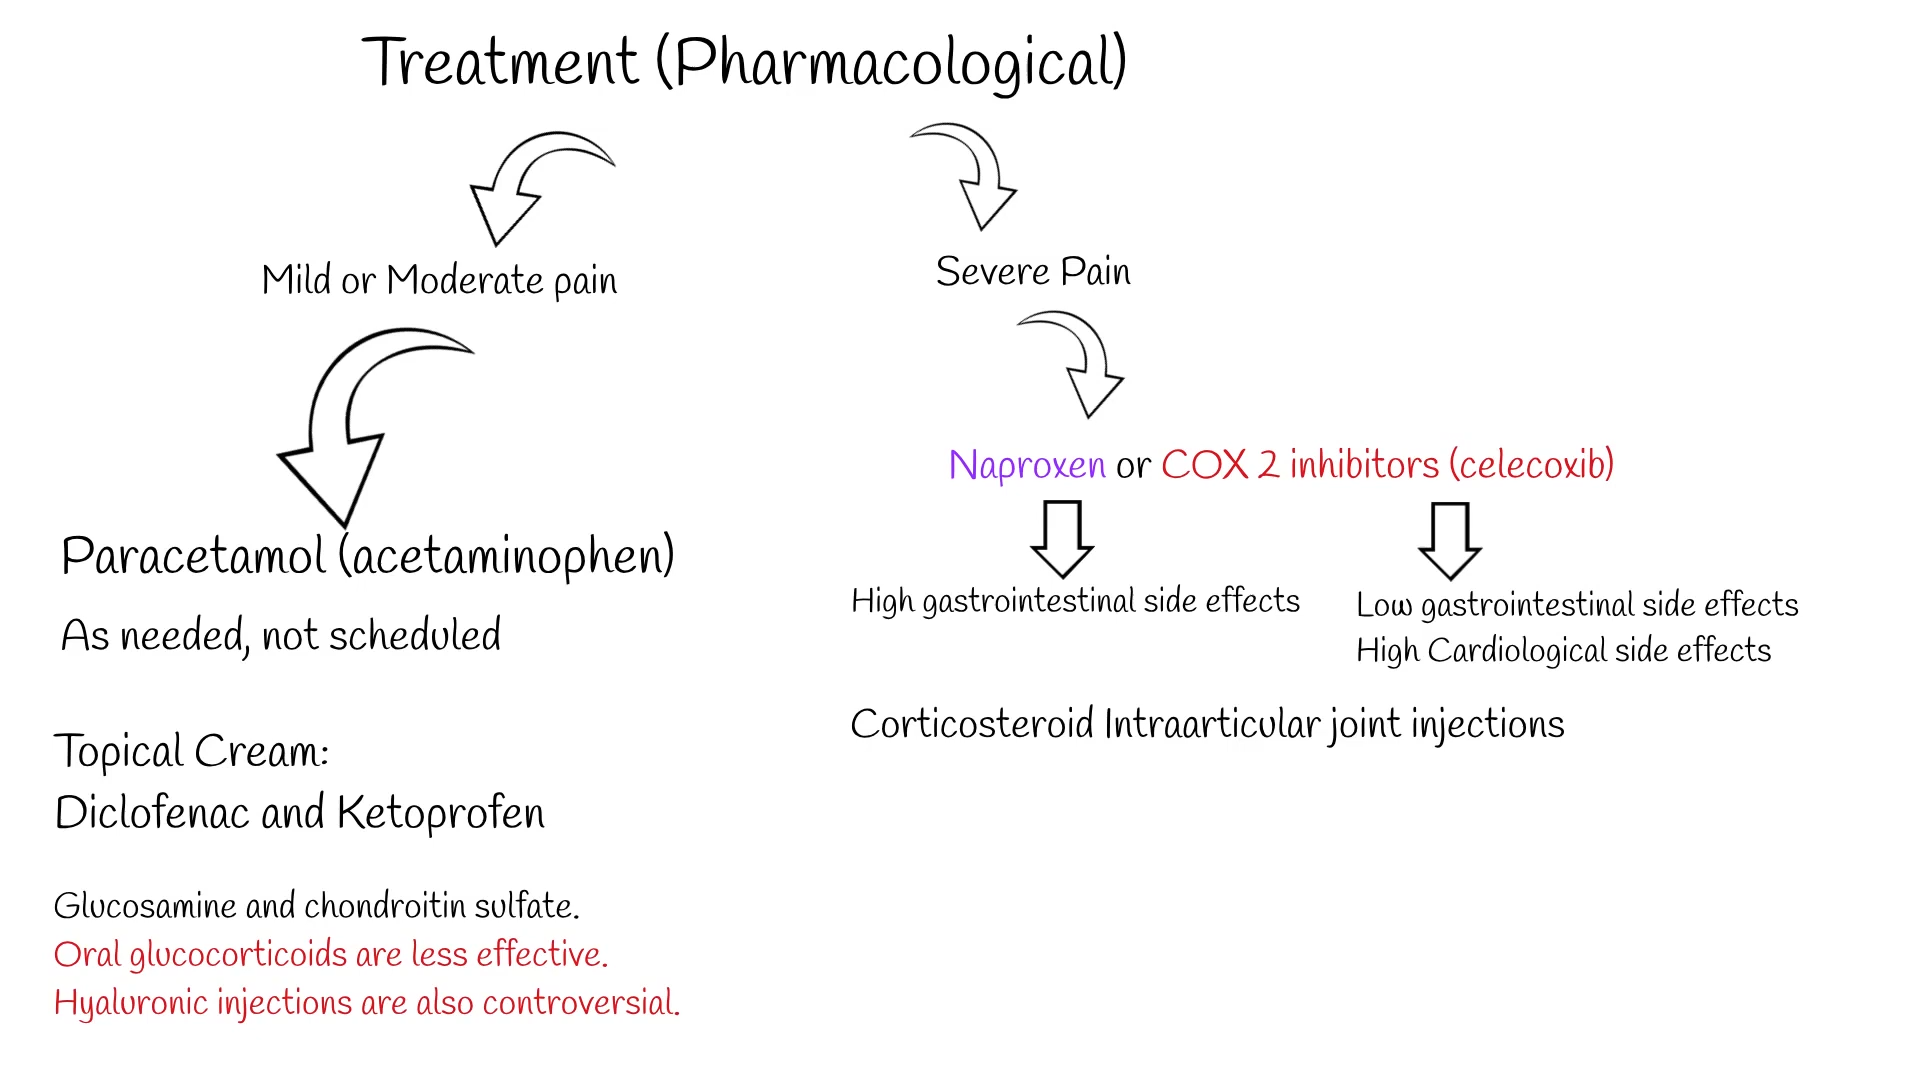 Treatment (Pharmacological)
Mild or Moderate pain
Paracetamol (acetaminophen)
As needed, not scheduled
Topical Cream:
Diclofenac and Ketoprofen
Glucosamine and chondroitin sulfate.
Oral glucocorticoids are less effective.
Hyaluronic injections are also controversial.
Severe Pain
Naproxen or COX 2 inhibitors (celecoxib)
High gastrointestinal side effects
Low gastrointestinal side effects
High Cardiological side effects
Corticosteroid Intraarticular joint injections